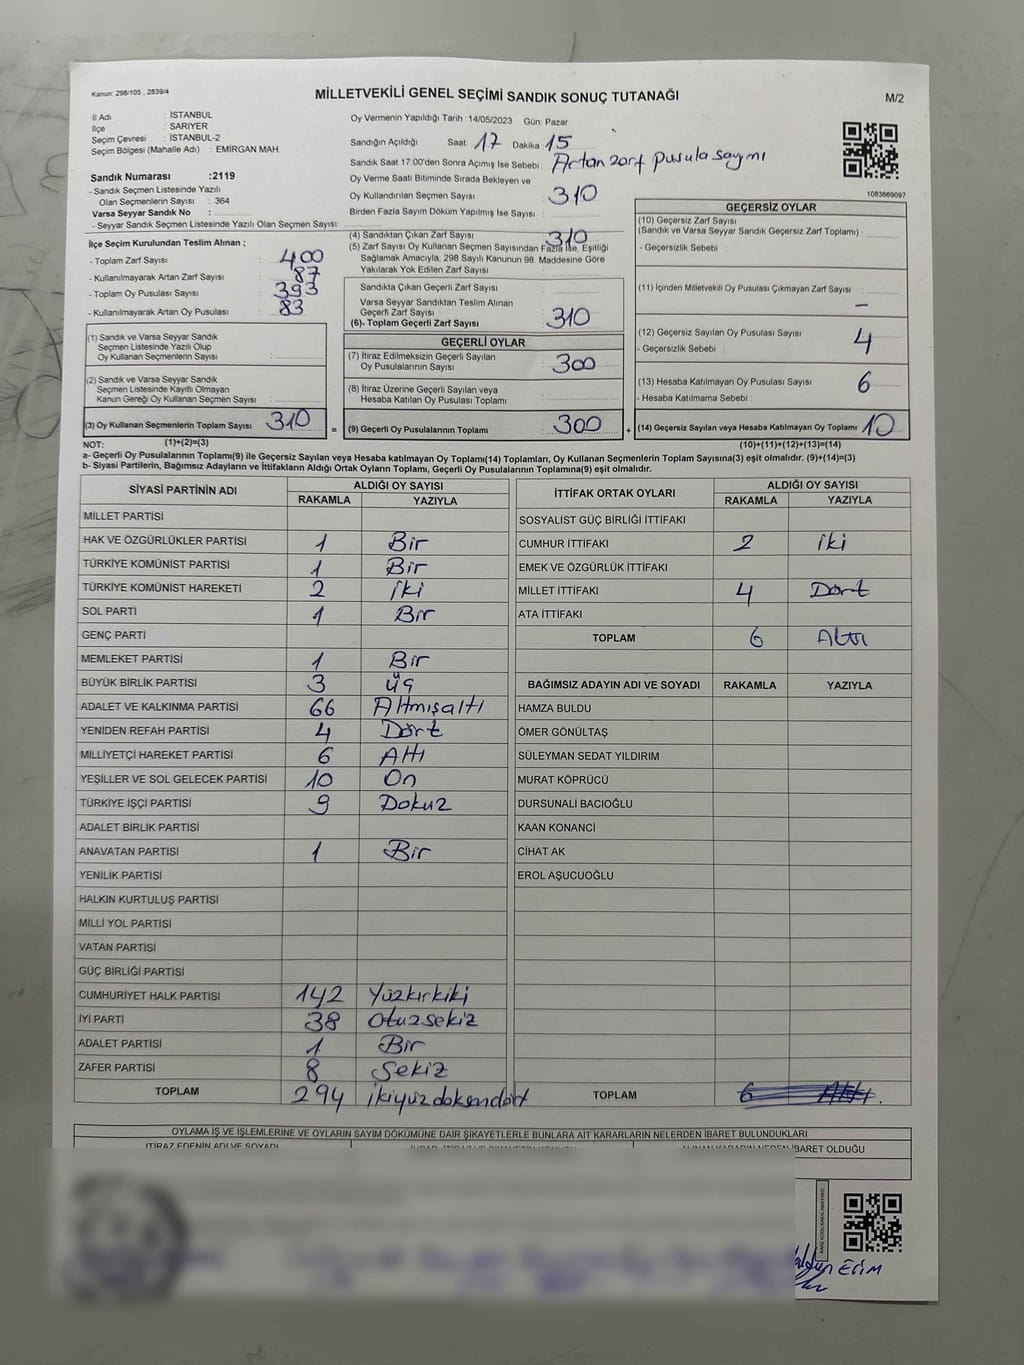 Kanun: 298/105 , 2839/4
MİLLETVEKİLİ GENEL SEÇİMİ SANDIK SONUÇ TUTANAĞI
M/2
İl Adı : İSTANBUL
İlçe : SARIYER
Seçim Çevresi : İSTANBUL-2
Seçim Bölgesi (Mahalle Adı) : EMİRGAN MAH.
Sandık Numarası :2119
- Sandık Seçmen Listesinde Yazılı
Olan Seçmenlerin Sayısı : 364
Varsa Seyyar Sandık No :
- Seyyar Sandık Seçmen Listesinde Yazılı Olan Seçmen Sayısı:
Oy Vermenin Yapıldığı Tarih :14/05/2023 Gün: Pazar
Sandığın Açıldığı Saat: 17 Dakika: 15
Sandık Saat 17:00'den Sonra Açımış İse Sebebi: Artan zarf pusula sayımı
Oy Verme Saati Bitiminde Sırada Bekleyen ve
Oy Kullandırılan Seçmen Sayısı : 310
Birden Fazla Sayım Döküm Yapılmış İse Sayısı :
1083669097
İlçe Seçim Kurulundan Teslim Alınan ;
- Toplam Zarf Sayısı : 400
- Kullanılmayarak Artan Zarf Sayısı : 87
- Toplam Oy Pusulası Sayısı : 393
- Kullanılmayarak Artan Oy Pusulası : 83
(4) Sandıktan Çıkan Zarf Sayısı : 310
(5) Zarf Sayısı Oy Kullanan Seçmen Sayısından Fazla İse, Eşitliği
Sağlamak Amacıyla; 298 Sayılı Kanunun 98. Maddesine Göre
Yakılarak Yok Edilen Zarf Sayısı :
Sandıkta Çıkan Geçerli Zarf Sayısı :
Varsa Seyyar Sandıktan Teslim Alınan
Geçerli Zarf Sayısı :
(6)- Toplam Geçerli Zarf Sayısı : 310
GEÇERSİZ OYLAR
(10) Geçersiz Zarf Sayısı
(Sandık ve Varsa Seyyar Sandık Geçersiz Zarf Toplamı) :
- Geçersizlik Sebebi :
(11) İçinden Milletvekili Oy Pusulası Çıkmayan Zarf Sayısı : –
(12) Geçersiz Sayılan Oy Pusulası Sayısı : 4
- Geçersizlik Sebebi :
(13) Hesaba Katılmayan Oy Pusulası Sayısı : 6
- Hesaba Katılmama Sebebi :
(14) Geçersiz Sayılan veya Hesaba Katılmayan Oy Toplamı : 10
(1) Sandık ve Varsa Seyyar Sandık
Seçmen Listesinde Yazılı Olup
Oy Kullanan Seçmenlerin Sayısı :
(2) Sandık ve Varsa Seyyar Sandık
Seçmen Listesinde Kayıtlı Olmayan
Kanun Gereği Oy Kullanan Seçmen Sayısı :
(3) Oy Kullanan Seçmenlerin Toplam Sayısı : 310 =
GEÇERLİ OYLAR
(7) İtiraz Edilmeksizin Geçerli Sayılan
Oy Pusulalarının Sayısı : 300
(8) İtiraz Üzerine Geçerli Sayılan veya
Hesaba Katılan Oy Pusulası Toplamı :
(9) Geçerli Oy Pusulalarının Toplamı : 300 +
NOT: (1)+(2)=(3)
(10)+(11)+(12)+(13)=(14)
a- Geçerli Oy Pusulalarının Toplamı(9) ile Geçersiz Sayılan veya Hesaba katılmayan Oy Toplamı(14) Toplamları, Oy Kullanan Seçmenlerin Toplam Sayısına(3) eşit olmalıdır. (9)+(14)=(3)
b- Siyasi Partilerin, Bağımsız Adayların ve İttifakların Aldığı Ortak Oyların Toplamı, Geçerli Oy Pusulalarının Toplamına(9) eşit olmalıdır.
SİYASİ PARTİNİN ADI ALDIĞI OY SAYISI
RAKAMLA YAZIYLA
MİLLET PARTİSİ
HAK VE ÖZGÜRLÜKLER PARTİSİ 1 Bir
TÜRKİYE KOMÜNİST PARTİSİ 1 Bir
TÜRKİYE KOMÜNİST HAREKETİ 2 iki
SOL PARTİ 1 Bir
GENÇ PARTİ
MEMLEKET PARTİSİ 1 Bir
BÜYÜK BİRLİK PARTİSİ 3 üç
ADALET VE KALKINMA PARTİSİ 66 Altmışaltı
YENİDEN REFAH PARTİSİ 4 Dört
MİLLİYETÇİ HAREKET PARTİSİ 6 Altı
YEŞİLLER VE SOL GELECEK PARTİSİ 10 On
TÜRKİYE İŞÇİ PARTİSİ 9 Dokuz
ADALET BİRLİK PARTİSİ
ANAVATAN PARTİSİ 1 Bir
YENİLİK PARTİSİ
HALKIN KURTULUŞ PARTİSİ
MİLLİ YOL PARTİSİ
VATAN PARTİSİ
GÜÇ BİRLİĞİ PARTİSİ
CUMHURİYET HALK PARTİSİ 142 Yüzkırkiki
İYİ PARTİ 38 Otuzsekiz
ADALET PARTİSİ 1 Bir
ZAFER PARTİSİ 8 Sekiz
TOPLAM 294 ikiyüzdoksandört
İTTİFAK ORTAK OYLARI ALDIĞI OY SAYISI
RAKAMLA YAZIYLA
SOSYALİST GÜÇ BİRLİĞİ İTTİFAKI
CUMHUR İTTİFAKI 2 iki
EMEK VE ÖZGÜRLÜK İTTİFAKI
MİLLET İTTİFAKI 4 Dört
ATA İTTİFAKI
TOPLAM 6 Altı
BAĞIMSIZ ADAYIN ADI VE SOYADI RAKAMLA YAZIYLA
HAMZA BULDU
ÖMER GÖNÜLTAŞ
SÜLEYMAN SEDAT YILDIRIM
MURAT KÖPRÜCÜ
DURSUNALİ BACIOĞLU
KAAN KONANCİ
CİHAT AK
EROL AŞUCUOĞLU
TOPLAM 6 Altı.
OYLAMA İŞ VE İŞLEMLERİNE VE OYLARIN SAYIM DÖKÜMÜNE DAİR ŞİKAYETLERLE BUNLARA AİT KARARLARIN NELERDEN İBARET BULUNDUKLARI
İTİRAZ EDENİN ADI VE SOYADI
İBARET OLDUĞU